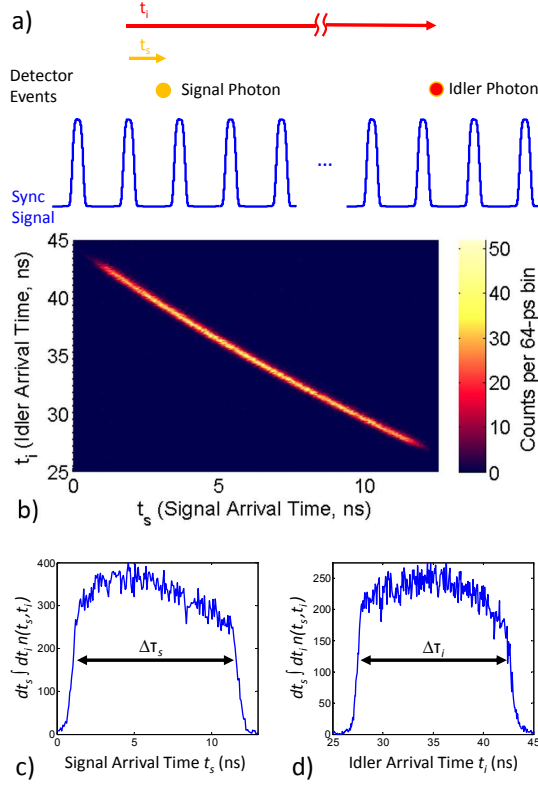 a)
t_i
t_s
Detector
Events
Signal Photon
Idler Photon
...
Sync
Signal
b)
45
40
35
30
25
t_i (Idler Arrival Time, ns)
0
5
10
t_s (Signal Arrival Time, ns)
50
40
30
20
10
0
Counts per 64-ps bin
c)
400
300
200
100
0
dt_s ∫ dt_i n(t_s,t_i)
Δτ_s
0
5
10
Signal Arrival Time t_s (ns)
d)
250
200
150
100
50
0
dt_s ∫ dt_i n(t_s,t_i)
Δτ_i
25
30
35
40
45
Idler Arrival Time t_i (ns)